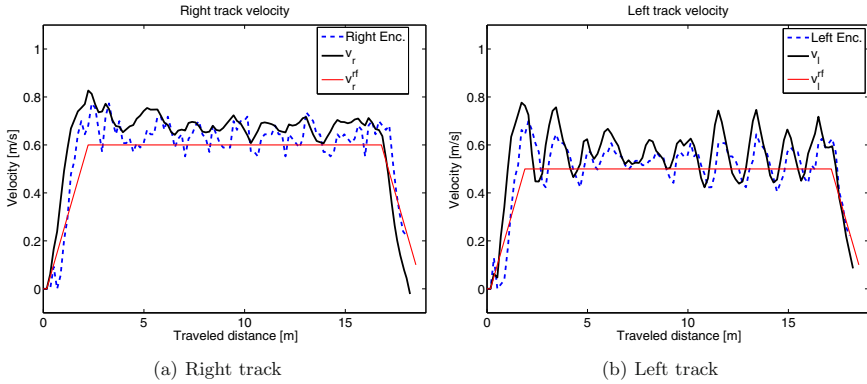 Right track velocity
Right Enc.
v_r
v_r^rf
1
0.8
0.6
0.4
0.2
0
Velocity [m/s]
0 5 10 15
Traveled distance [m]
(a) Right track
Left track velocity
Left Enc.
v_l
v_l^rf
1
0.8
0.6
0.4
0.2
0
Velocity [m/s]
0 5 10 15
Traveled distance [m]
(b) Left track